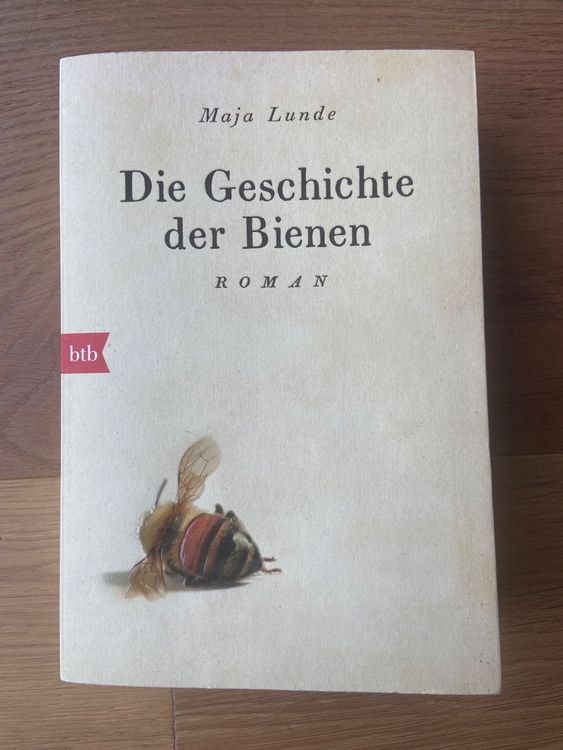 Maja Lunde
Die Geschichte
der Bienen
ROMAN
btb